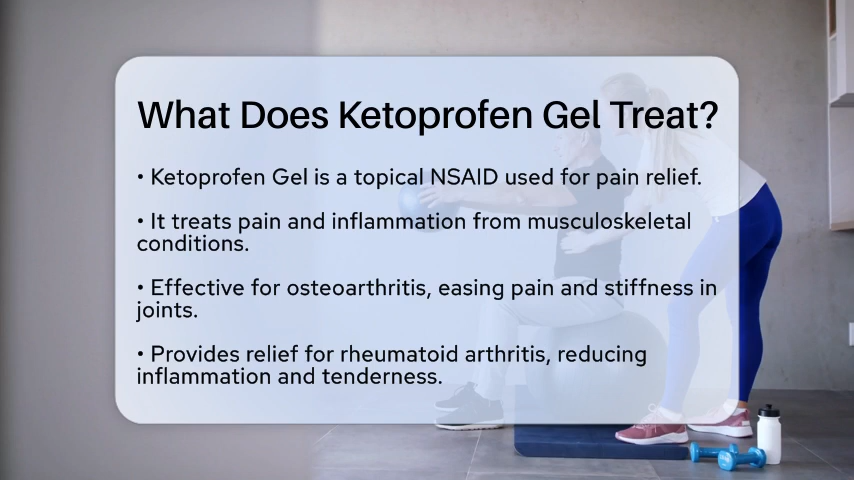 What Does Ketoprofen Gel Treat?
• Ketoprofen Gel is a topical NSAID used for pain relief.
• It treats pain and inflammation from musculoskeletal
conditions.
• Effective for osteoarthritis, easing pain and stiffness in
joints.
• Provides relief for rheumatoid arthritis, reducing
inflammation and tenderness.